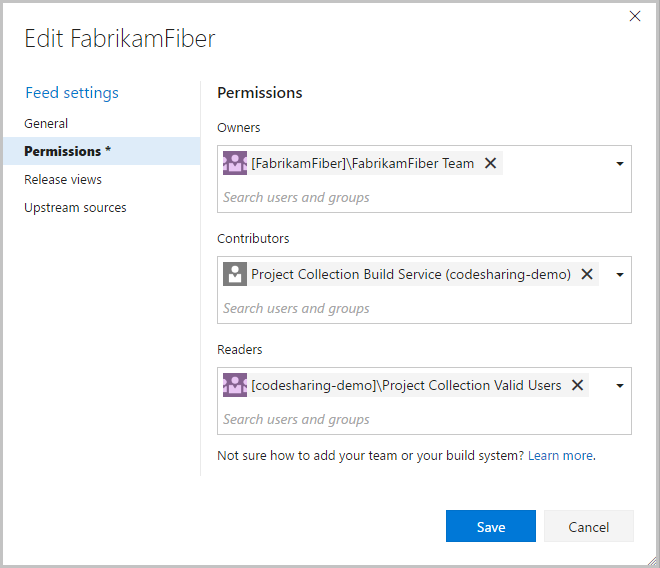 Edit FabrikamFiber
Feed settings
General
Permissions *
Release views
Upstream sources
Permissions
Owners
[FabrikamFiber]\FabrikamFiber Team
Search users and groups
Contributors
Project Collection Build Service (codesharing-demo)
Search users and groups
Readers
[codesharing-demo]\Project Collection Valid Users
Search users and groups
Not sure how to add your team or your build system? Learn more.
Save
Cancel